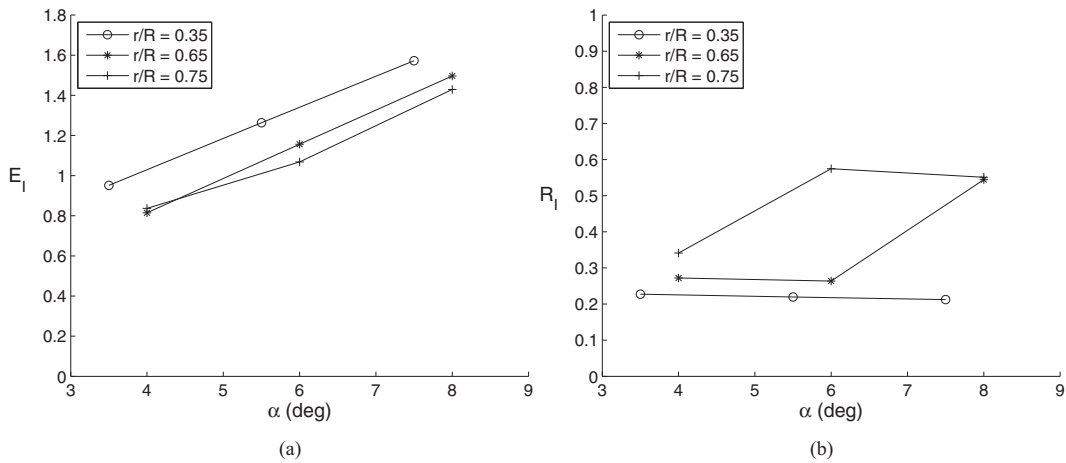 1.8
1.6
1.4
1.2
1
0.8
0.6
0.4
0.2
0
E_l
3 4 5 6 7 8 9
α (deg)
r/R = 0.35
r/R = 0.65
r/R = 0.75
(a)
1
0.9
0.8
0.7
0.6
0.5
0.4
0.3
0.2
0.1
0
R_l
3 4 5 6 7 8 9
α (deg)
r/R = 0.35
r/R = 0.65
r/R = 0.75
(b)